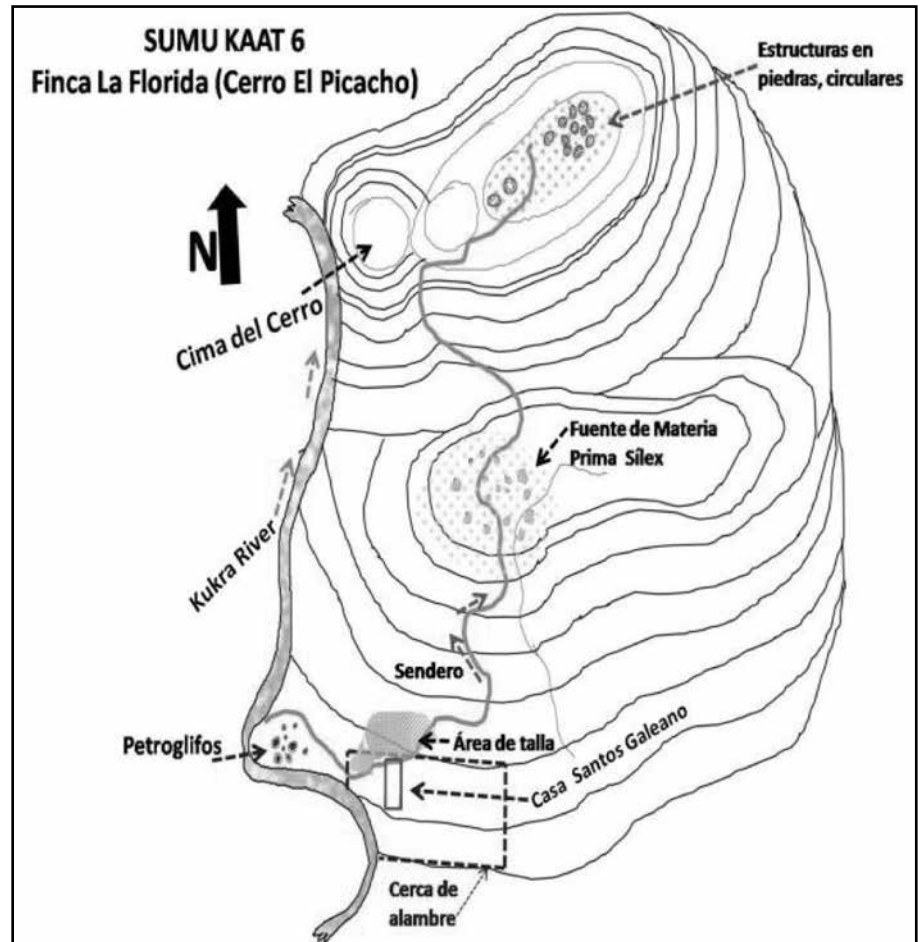 SUMU KAAT 6
Finca La Florida (Cerro El Picacho)
Estructuras en
piedras, circulares
N
Cima del Cerro
Fuente de Materia
Prima Sílex
Kukra River
Sendero
Petroglifos
Área de talla
Casa Santos Galeano
Cerca de
alambre